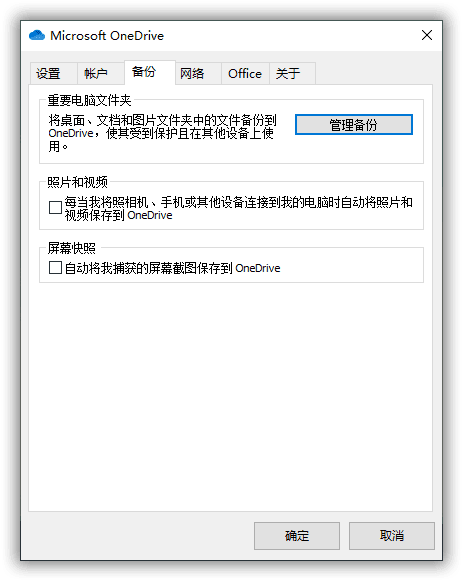 Microsoft OneDrive
设置 帐户 备份 网络 Office 关于
重要电脑文件夹
将桌面、文档和图片文件夹中的文件备份到
OneDrive，使其受到保护且在其他设备上使
用。
管理备份
照片和视频
每当我将照相机、手机或其他设备连接到我的电脑时自动将照片和
视频保存到 OneDrive
屏幕快照
自动将我捕获的屏幕截图保存到 OneDrive
确定 取消